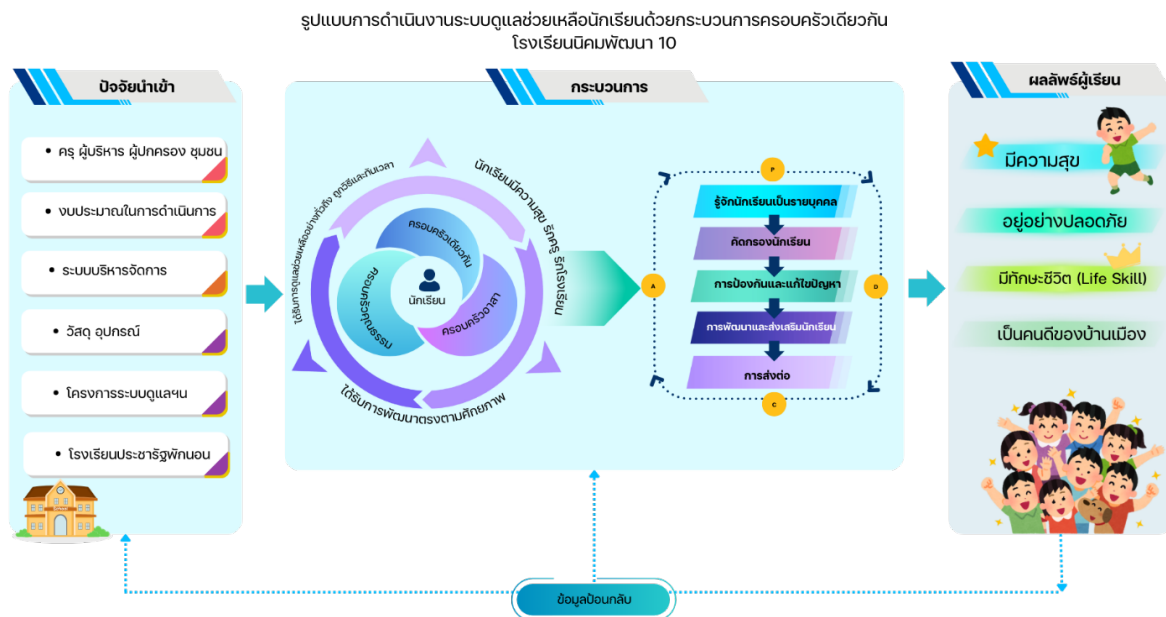 รูปแบบการดำเนินงานระบบดูแลช่วยเหลือนักเรียนด้วยกระบวนการครอบครัวเดียวกัน
โรงเรียนนิคมพัฒนา 10
ปัจจัยนำเข้า
• ครุ ผู้บริหาร ผู้ปกครอง ชุมชน
• งบประมาณในการดำเนินการ
• ระบบบริหารจัดการ
• วัสดุ อุปกรณ์
• โครงการระบบดูแลฯน
• โรงเรียนประชารัฐพักนอน
กระบวนการ
ได้รับการดูแลช่วยเหลืออย่างทั่วถึง ถูกวิธีและทันเวลา
นักเรียนมีความสุข รักครู รักโรงเรียน
ได้รับการพัฒนาตรงตามศักยภาพ
ครอบครัวเดียวกัน
ครอบครัวคุณธรรม
ครอบครัวอาสา
นักเรียน
P
รู้จักนักเรียนเป็นรายบุคคล
คัดกรองนักเรียน
A
การป้องกันและแก้ไขปัญหา
D
การพัฒนาและส่งเสริมนักเรียน
การส่งต่อ
C
ผลลัพธ์ผู้เรียน
มีความสุข
อยู่อย่างปลอดภัย
มีทักษะชีวิต (Life Skill)
เป็นคนดีของบ้านเมือง
ข้อมูลป้อนกลับ